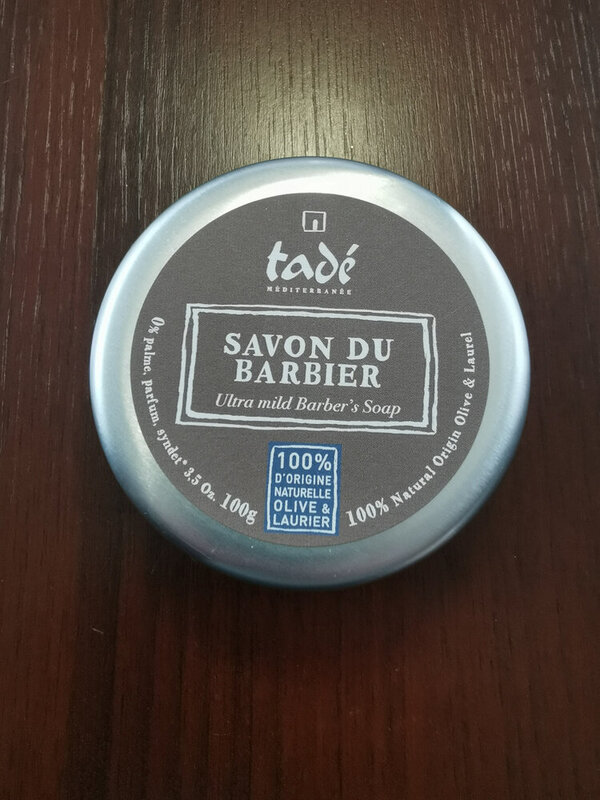 tadé
MÉDITERRANÉE
SAVON DU
BARBIER
Ultra mild Barber's Soap
100%
D'ORIGINE
NATURELLE
OLIVE &
LAURIER
0% palme, parfum, syndet* 3.5 Oz. 100g
100% Natural Origin Olive & Laurel